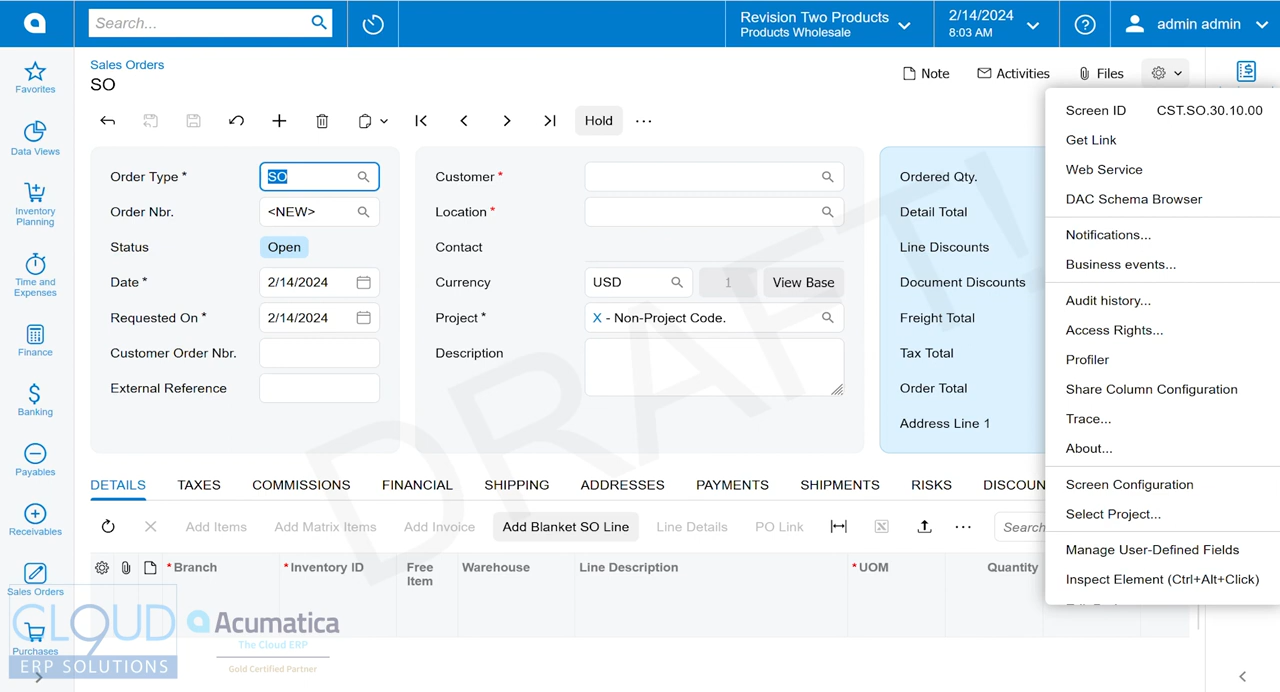 Search...
Revision Two Products
Products Wholesale
2/14/2024
8:03 AM
admin admin
Favorites
Data Views
Inventory
Planning
Time and
Expenses
Finance
Banking
Payables
Receivables
Sales Orders
Purchases
Sales Orders
SO
Note
Activities
Files
Hold
Order Type *
SO
Order Nbr.
<NEW>
Status
Open
Date *
2/14/2024
Requested On *
2/14/2024
Customer Order Nbr.
External Reference
Customer *
Location *
Contact
Currency
USD
1
View Base
Project *
X - Non-Project Code.
Description
Ordered Qty.
Detail Total
Line Discounts
Document Discounts
Freight Total
Tax Total
Order Total
Address Line 1
DRAFT!
Screen ID CST.SO.30.10.00
Get Link
Web Service
DAC Schema Browser
Notifications...
Business events...
Audit history...
Access Rights...
Profiler
Share Column Configuration
Trace...
About...
Screen Configuration
Select Project...
Manage User-Defined Fields
Inspect Element (Ctrl+Alt+Click)
DETAILS TAXES COMMISSIONS FINANCIAL SHIPPING ADDRESSES PAYMENTS SHIPMENTS RISKS DISCOUN
Add Items Add Matrix Items Add Invoice Add Blanket SO Line Line Details PO Link
Search
* Branch
* Inventory ID
Free
Item
Warehouse
Line Description
* UOM
Quantity
CLOUD
9
ERP SOLUTIONS
Acumatica
The Cloud ERP
Gold Certified Partner